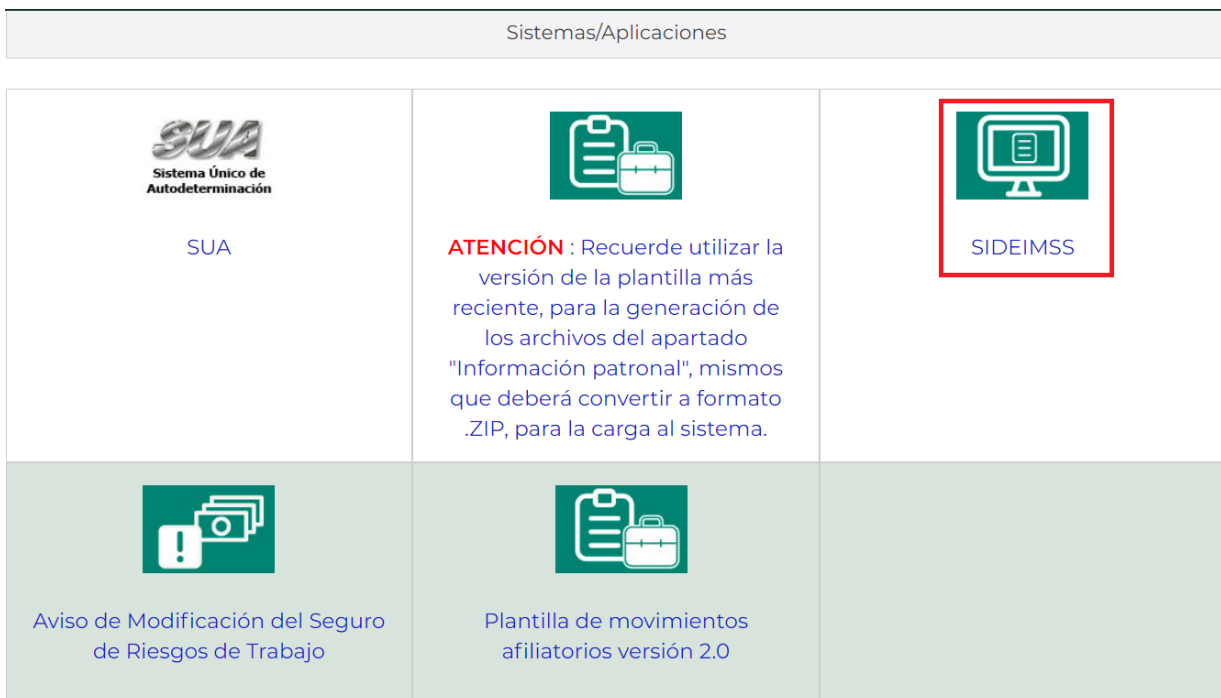 Sistemas/Aplicaciones
SUA
Sistema Único de
Autodeterminación
SUA
ATENCIÓN : Recuerde utilizar la
versión de la plantilla más
reciente, para la generación de
los archivos del apartado
"Información patronal", mismos
que deberá convertir a formato
.ZIP, para la carga al sistema.
SIDEIMSS
Aviso de Modificación del Seguro
de Riesgos de Trabajo
Plantilla de movimientos
afiliatorios versión 2.0